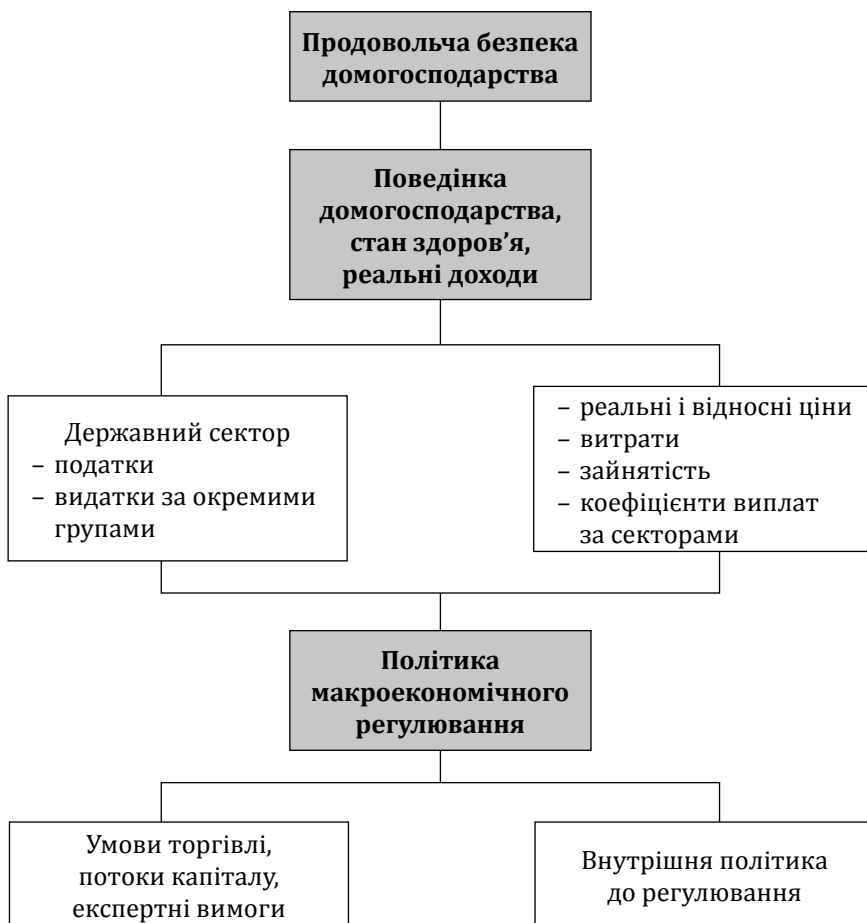 Продовольча безпека
домогосподарства
Поведінка
домогосподарства,
стан здоров’я,
реальні доходи
Державний сектор
– податки
– видатки за окремими
групами
– реальні і відносні ціни
– витрати
– зайнятість
– коефіцієнти виплат
за секторами
Політика
макроекономічного
регулювання
Умови торгівлі,
потоки капіталу,
експертні вимоги
Внутрішня політика
до регулювання